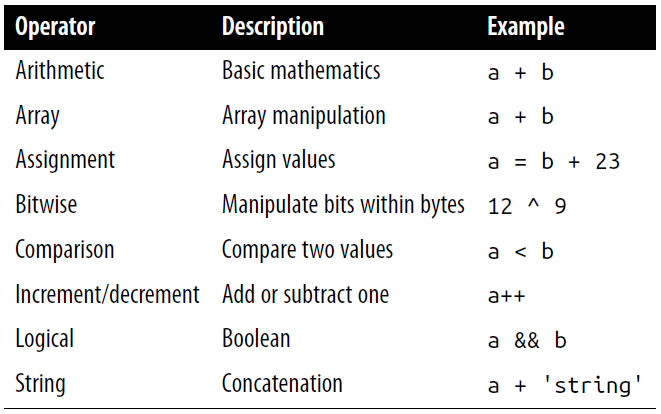 Operator Description Example
Arithmetic Basic mathematics a + b
Array Array manipulation a + b
Assignment Assign values a = b + 23
Bitwise Manipulate bits within bytes 12 ^ 9
Comparison Compare two values a < b
Increment/decrement Add or subtract one a++
Logical Boolean a && b
String Concatenation a + 'string'